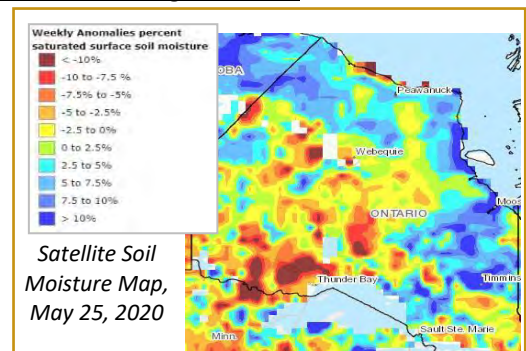 Weekly Anomalies percent
saturated surface soil moisture
< -10%
-10 to -7.5 %
-7.5% to -5%
-5 to -2.5%
-2.5 to 0%
0 to 2.5%
2.5 to 5%
5 to 7.5%
7.5 to 10%
> 10%
OBA
Peawanuck
Webequie
ONTARIO
Moos
Timmins
Thunder Bay
Sault Ste. Marie
Minn.
Satellite Soil
Moisture Map,
May 25, 2020